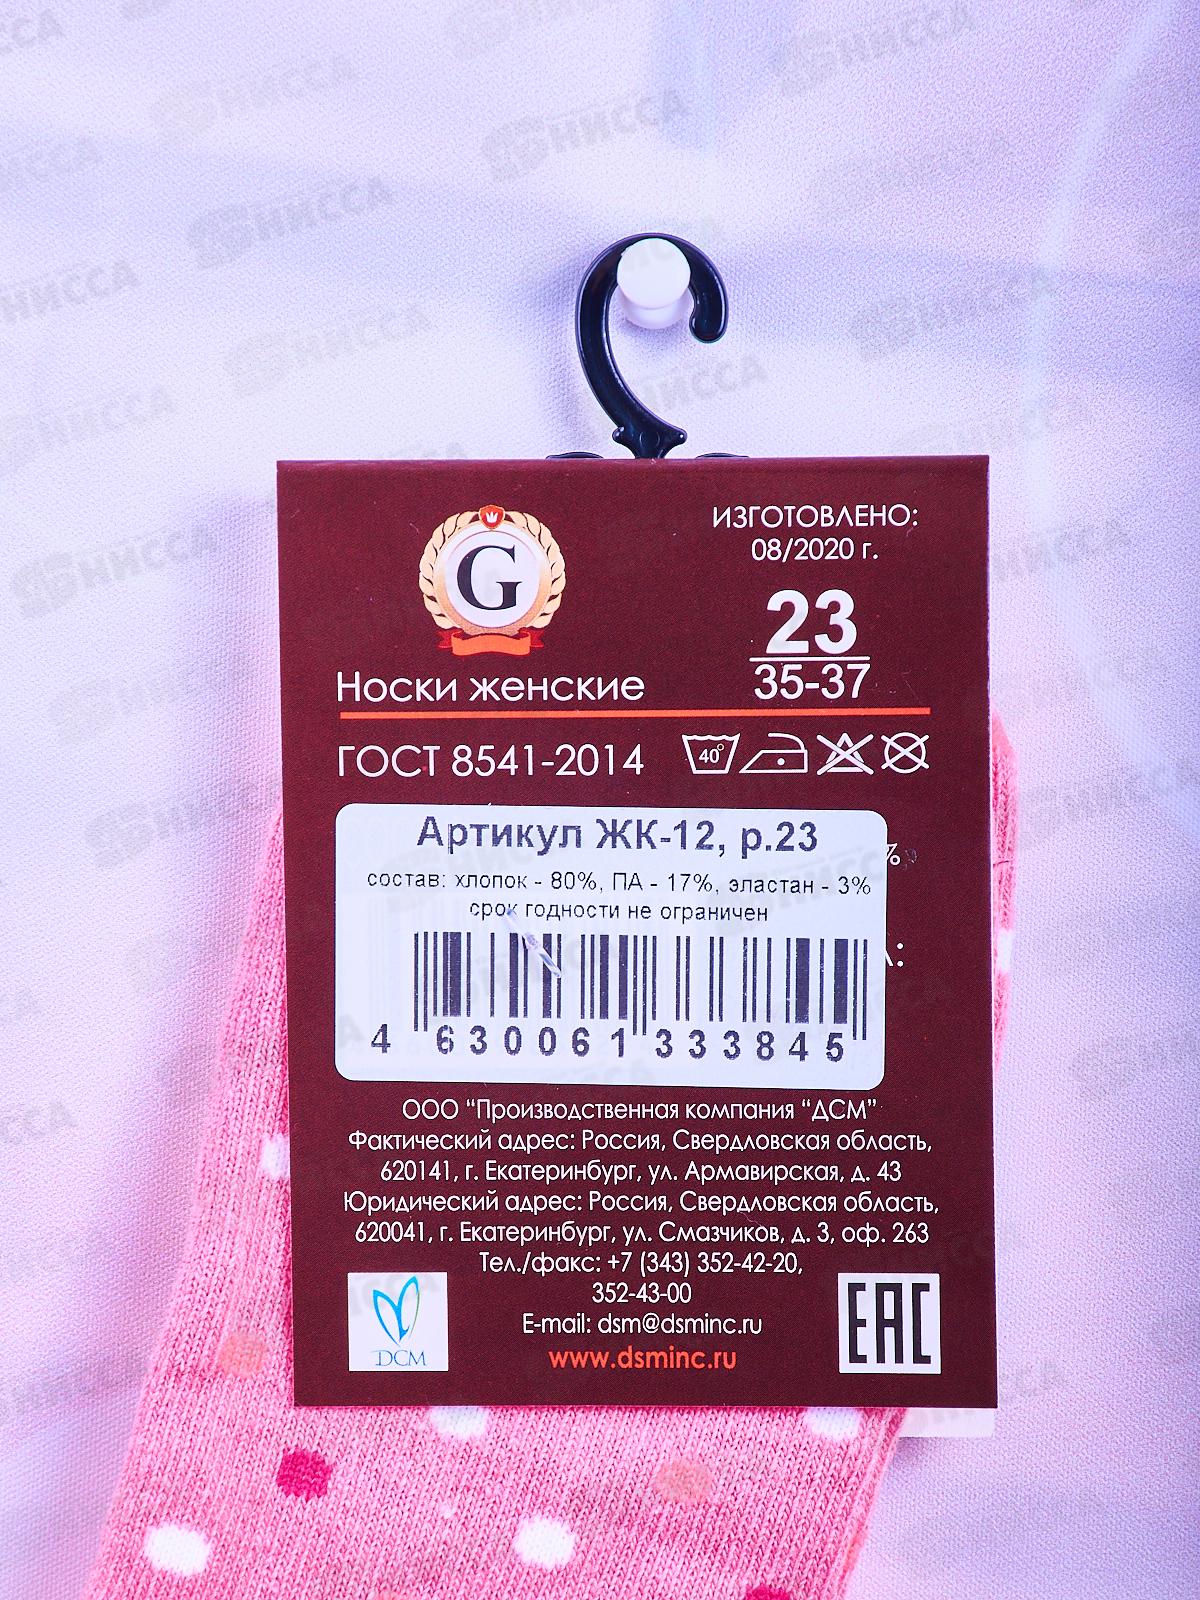 ИЗГОТОВЛЕНО:
08/2020 г.
G
23
35-37
Носки женские
ГОСТ 8541-2014
40°
Артикул ЖК-12, р.23
%
состав: хлопок - 80%, ПА - 17%, эластан - 3%
срок годности не ограничен
4 630061 333845
ООО “Производственная компания “ДСМ”
Фактический адрес: Россия, Свердловская область,
620141, г. Екатеринбург, ул. Армавирская, д. 43
Юридический адрес: Россия, Свердловская область,
620041, г. Екатеринбург, ул. Смазчиков, д. 3, оф. 263
Тел./факс: +7 (343) 352-42-20,
352-43-00
E-mail: dsm@dsminc.ru
www.dsminc.ru
ДСМ
ЕАС
НИССА